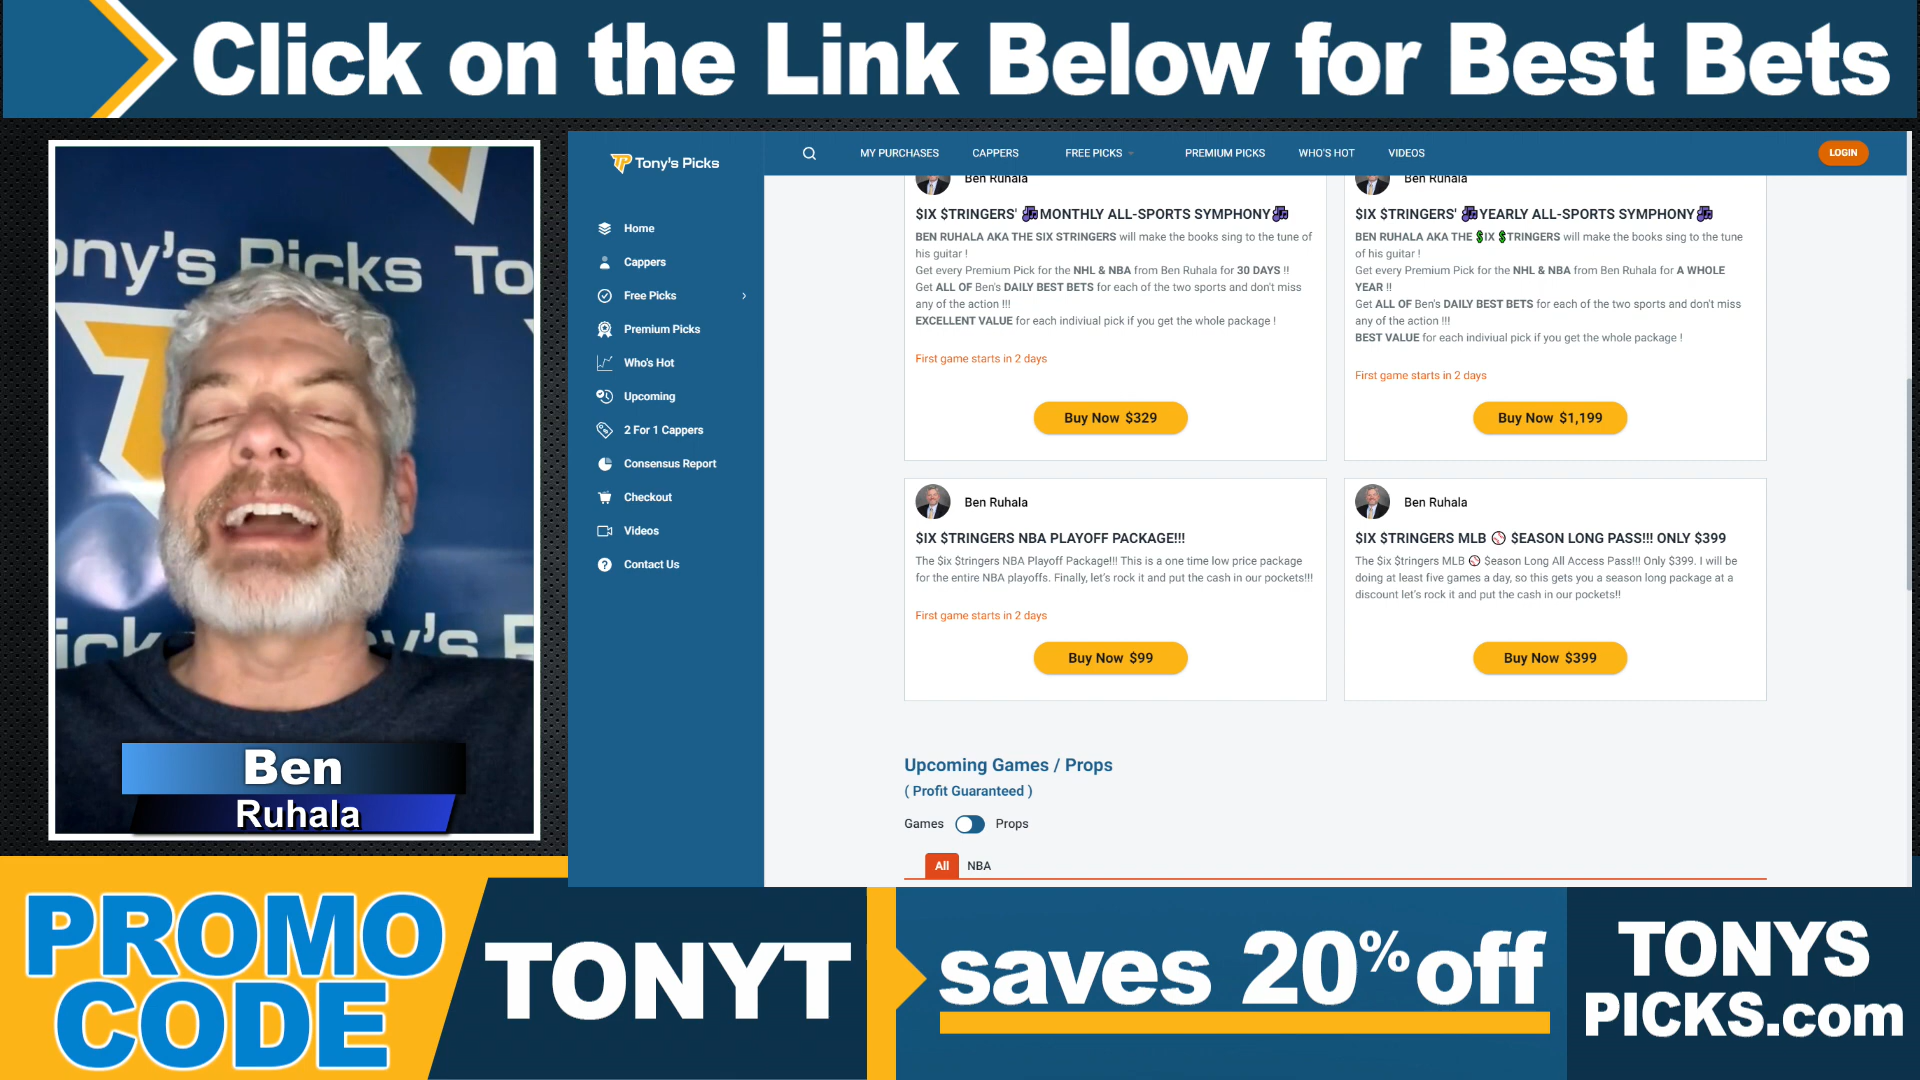 Click on the Link Below for Best Bets
ony's Picks To
ick
y's P
Ben
Ruhala
Tony's Picks
MY PURCHASES CAPPERS FREE PICKS PREMIUM PICKS WHO'S HOT VIDEOS LOGIN
Home
Cappers
Free Picks
Premium Picks
Who's Hot
Upcoming
2 For 1 Cappers
Consensus Report
Checkout
Videos
Contact Us
Ben Ruhala
$IX $TRINGERS' 🎶MONTHLY ALL-SPORTS SYMPHONY🎶
BEN RUHALA AKA THE SIX STRINGERS will make the books sing to the tune of
his guitar !
Get every Premium Pick for the NHL & NBA from Ben Ruhala for 30 DAYS !!
Get ALL OF Ben's DAILY BEST BETS for each of the two sports and don't miss
any of the action !!!
EXCELLENT VALUE for each indiviual pick if you get the whole package !
First game starts in 2 days
Buy Now $329
Ben Ruhala
$IX $TRINGERS' 🎶YEARLY ALL-SPORTS SYMPHONY🎶
BEN RUHALA AKA THE 💲IX 💲TRINGERS will make the books sing to the tune
of his guitar !
Get every Premium Pick for the NHL & NBA from Ben Ruhala for A WHOLE
YEAR !!
Get ALL OF Ben's DAILY BEST BETS for each of the two sports and don't miss
any of the action !!!
BEST VALUE for each indiviual pick if you get the whole package !
First game starts in 2 days
Buy Now $1,199
Ben Ruhala
$IX $TRINGERS NBA PLAYOFF PACKAGE!!!
The $ix $tringers NBA Playoff Package!!! This is a one time low price package
for the entire NBA playoffs. Finally, let's rock it and put the cash in our pockets!!!
First game starts in 2 days
Buy Now $99
Ben Ruhala
$IX $TRINGERS MLB ⚾ $EASON LONG PASS!!! ONLY $399
The $ix $tringers MLB ⚾ $eason Long All Access Pass!!! Only $399. I will be
doing at least five games a day, so this gets you a season long package at a
discount let's rock it and put the cash in our pockets!!
Buy Now $399
Upcoming Games / Props
( Profit Guaranteed )
Games Props
All NBA
PROMO
CODE
TONYT
saves 20% off
TONYS
PICKS.com